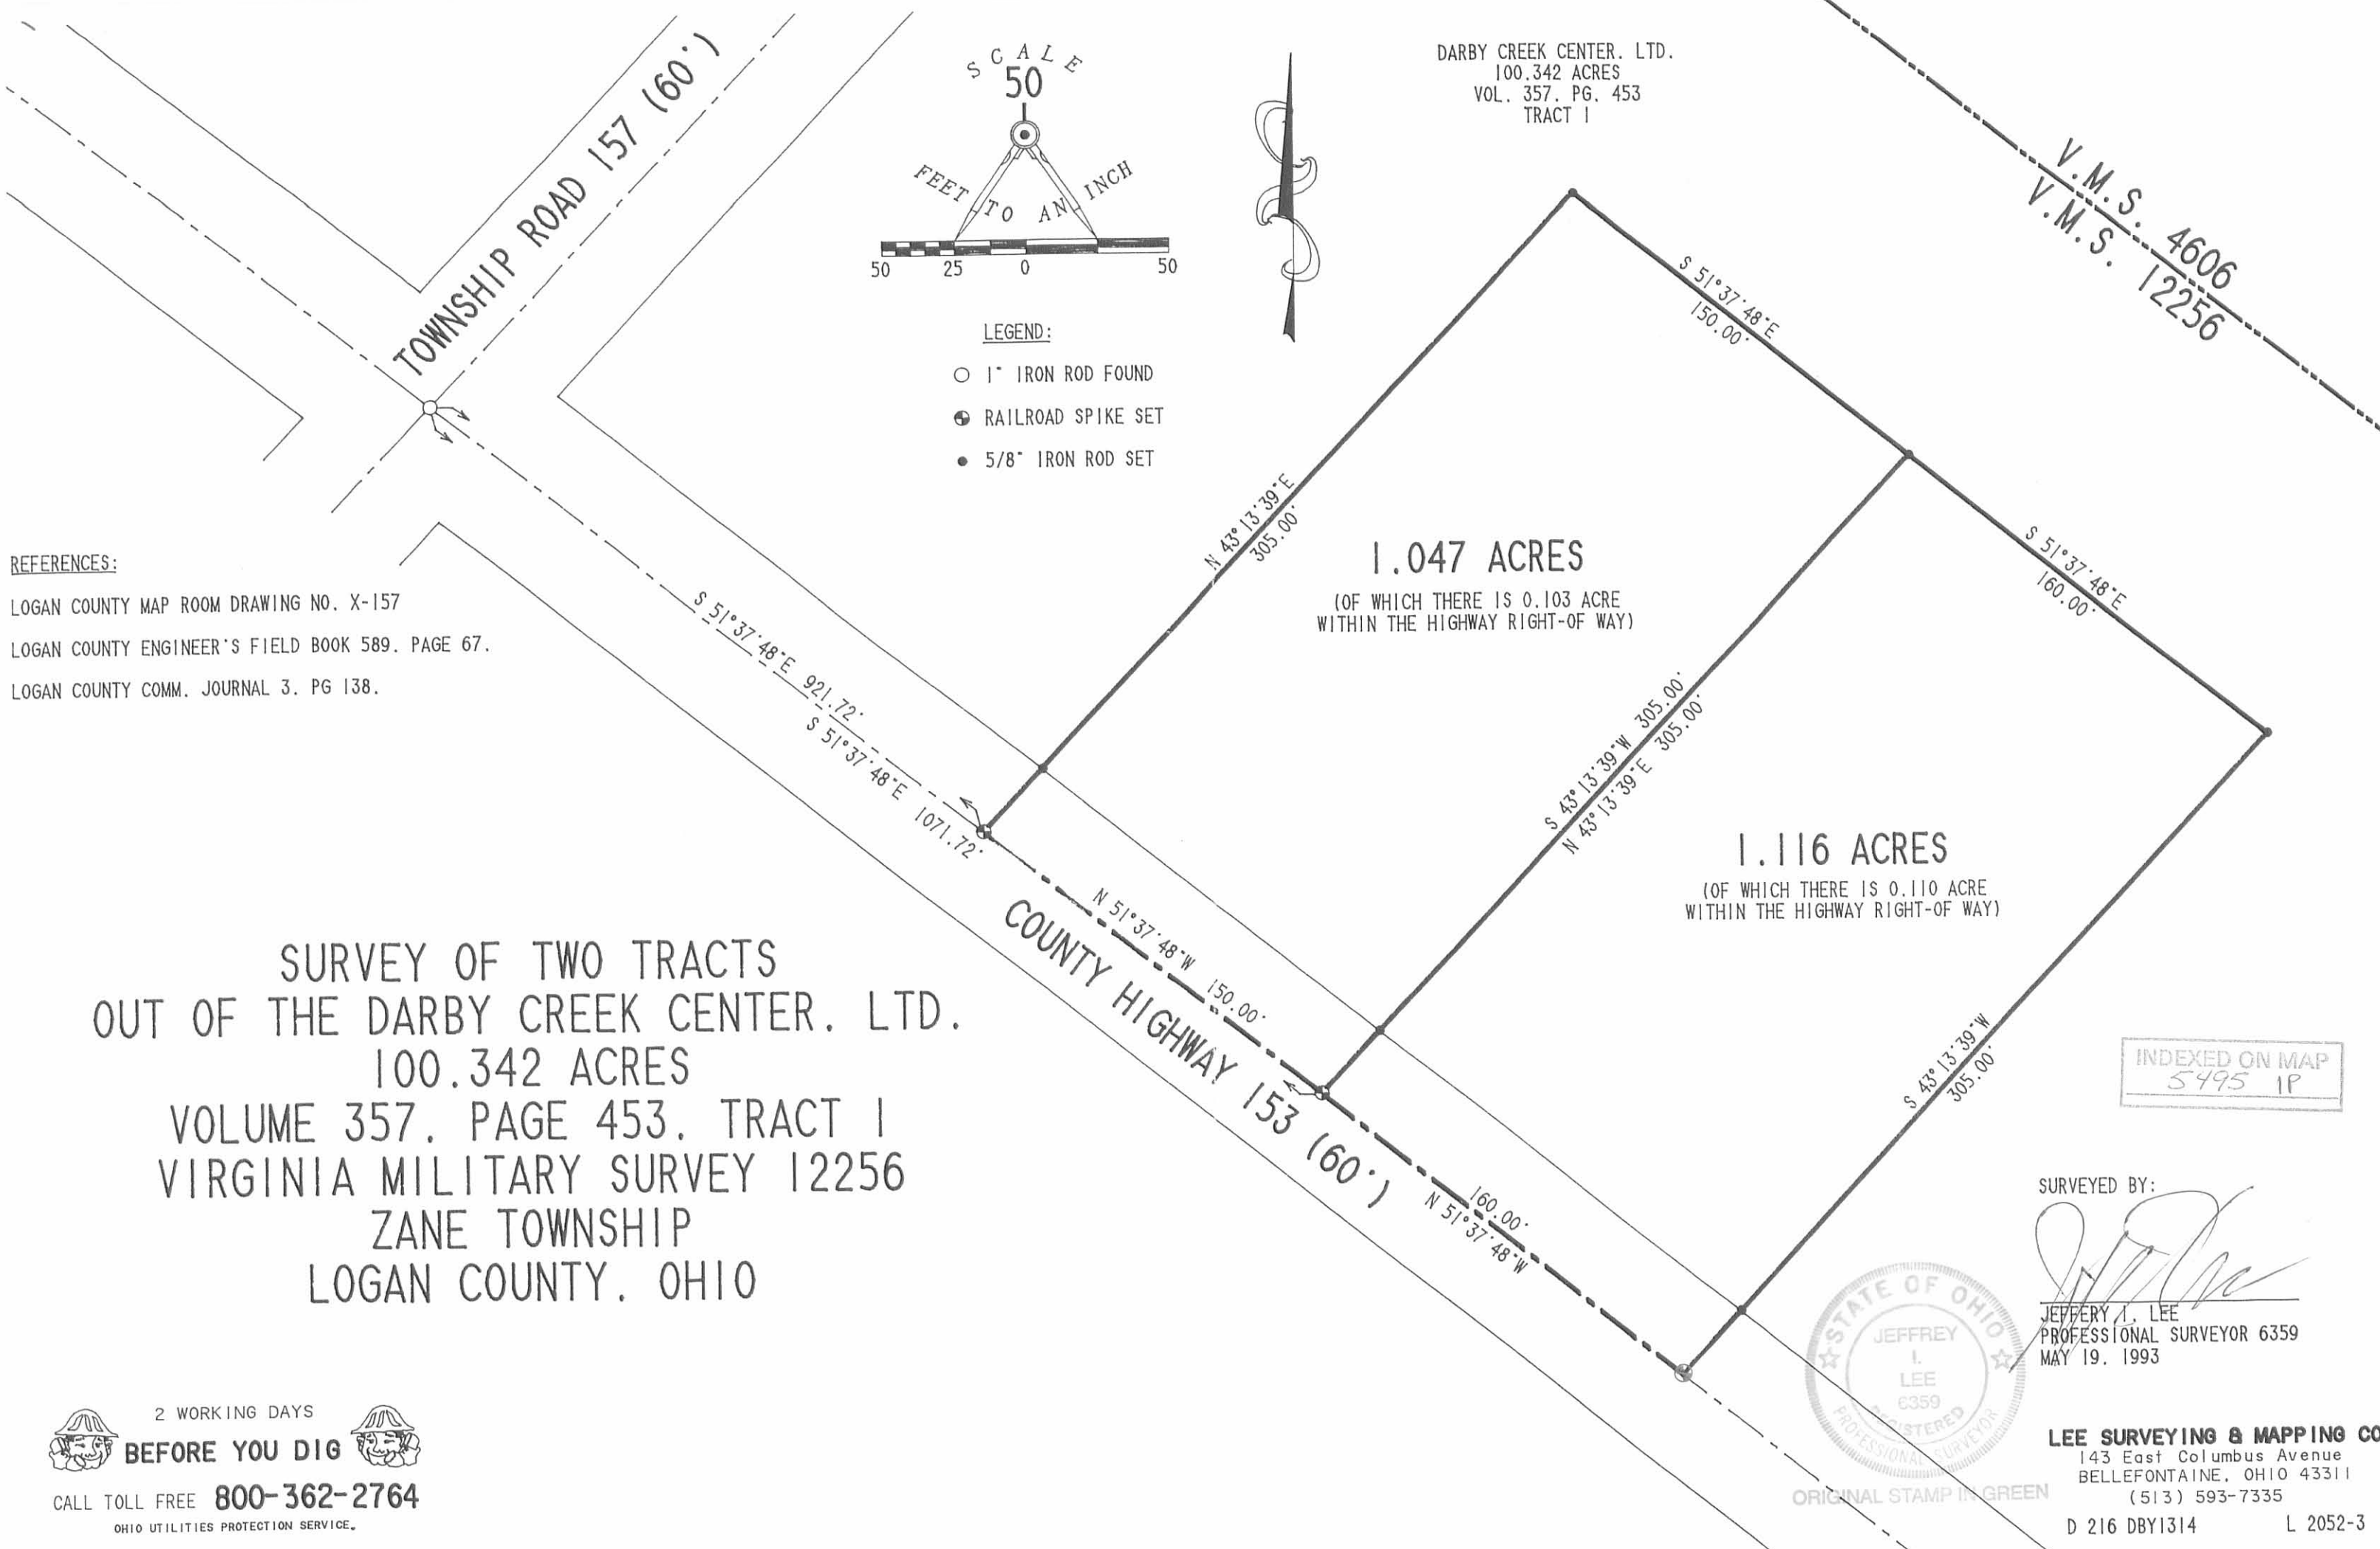 TOWNSHIP ROAD 157 (60')
SCALE
50
FEET TO AN INCH
50 25 0 50
DARBY CREEK CENTER. LTD.
100.342 ACRES
VOL. 357. PG. 453
TRACT 1
V.M.S. 4606
V.M.S. 12256
LEGEND:
1" IRON ROD FOUND
RAILROAD SPIKE SET
5/8" IRON ROD SET
S 51°37'48"E
150.00'
N 43°13'39"E
305.00'
1.047 ACRES
(OF WHICH THERE IS 0.103 ACRE
WITHIN THE HIGHWAY RIGHT-OF WAY)
S 51°37'48"E
160.00'
REFERENCES:
LOGAN COUNTY MAP ROOM DRAWING NO. X-157
LOGAN COUNTY ENGINEER'S FIELD BOOK 589. PAGE 67.
LOGAN COUNTY COMM. JOURNAL 3. PG 138.
S 51°37'48"E 921.72'
S 51°37'48"E 1071.72'
S 43°13'39"W 305.00'
N 43°13'39"E 305.00'
1.116 ACRES
(OF WHICH THERE IS 0.110 ACRE
WITHIN THE HIGHWAY RIGHT-OF WAY)
N 51°37'48"W 150.00'
COUNTY HIGHWAY 153 (60')
160.00'
N 51°37'48"W
S 43°13'39"W
305.00'
SURVEY OF TWO TRACTS
OUT OF THE DARBY CREEK CENTER. LTD.
100.342 ACRES
VOLUME 357. PAGE 453. TRACT 1
VIRGINIA MILITARY SURVEY 12256
ZANE TOWNSHIP
LOGAN COUNTY. OHIO
INDEXED ON MAP
5495 1P
SURVEYED BY:
JEFFERY I. LEE
PROFESSIONAL SURVEYOR 6359
MAY 19. 1993
STATE OF OHIO
JEFFREY
I.
LEE
6359
REGISTERED
PROFESSIONAL SURVEYOR
ORIGINAL STAMP IN GREEN
2 WORKING DAYS
BEFORE YOU DIG
CALL TOLL FREE 800-362-2764
OHIO UTILITIES PROTECTION SERVICE.
LEE SURVEYING & MAPPING CO
143 East Columbus Avenue
BELLEFONTAINE, OHIO 43311
(513) 593-7335
D 216 DBY1314 L 2052-3